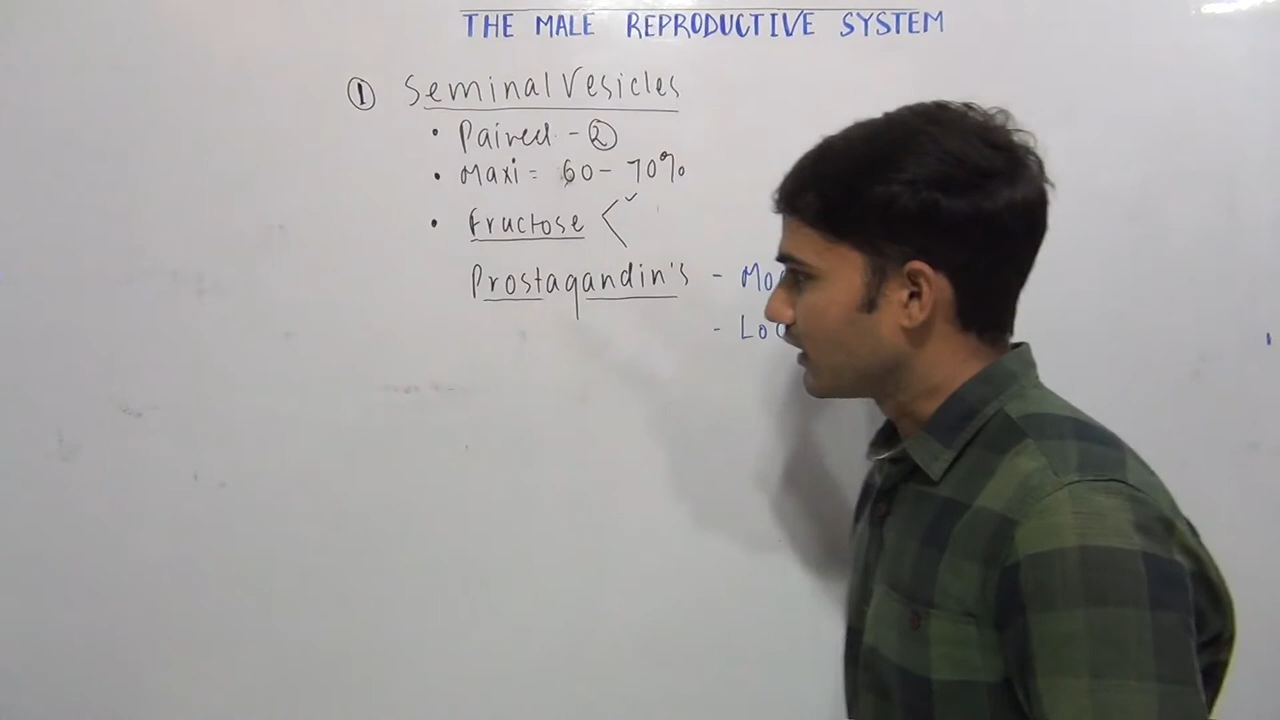 THE MALE REPRODUCTIVE SYSTEM
① Seminal Vesicles
• Paired - ②
• Maxi = 60 - 70%
• Fructose <
Prostagandin's -
-